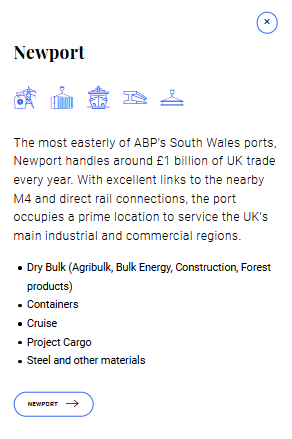 ×
Newport
The most easterly of ABP's South Wales ports,
Newport handles around £1 billion of UK trade
every year. With excellent links to the nearby
M4 and direct rail connections, the port
occupies a prime location to service the UK's
main industrial and commercial regions.
• Dry Bulk (Agribulk, Bulk Energy, Construction, Forest
products)
• Containers
• Cruise
• Project Cargo
• Steel and other materials
NEWPORT →